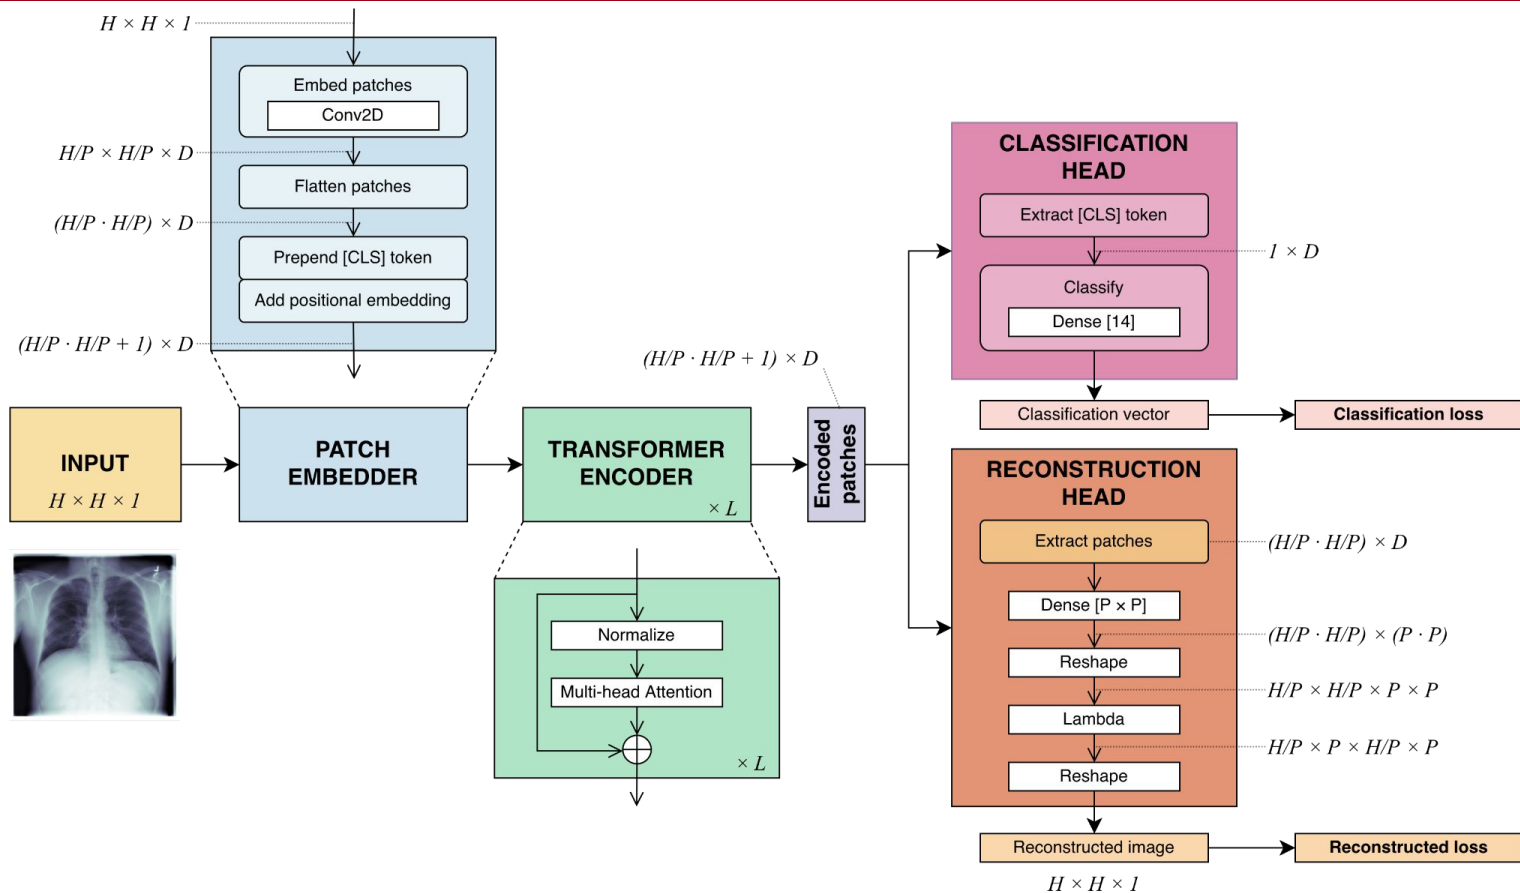 H × H × 1
Embed patches
Conv2D
H/P × H/P × D
Flatten patches
(H/P · H/P) × D
Prepend [CLS] token
Add positional embedding
(H/P · H/P + 1) × D
INPUT
H × H × 1
PATCH
EMBEDDER
TRANSFORMER
ENCODER
× L
Normalize
Multi-head Attention
× L
(H/P · H/P + 1) × D
Encoded
patches
CLASSIFICATION
HEAD
Extract [CLS] token
1 × D
Classify
Dense [14]
Classification vector
Classification loss
RECONSTRUCTION
HEAD
Extract patches
(H/P · H/P) × D
Dense [P × P]
(H/P · H/P) × (P · P)
Reshape
H/P × H/P × P × P
Lambda
H/P × P × H/P × P
Reshape
Reconstructed image
Reconstructed loss
H × H × 1